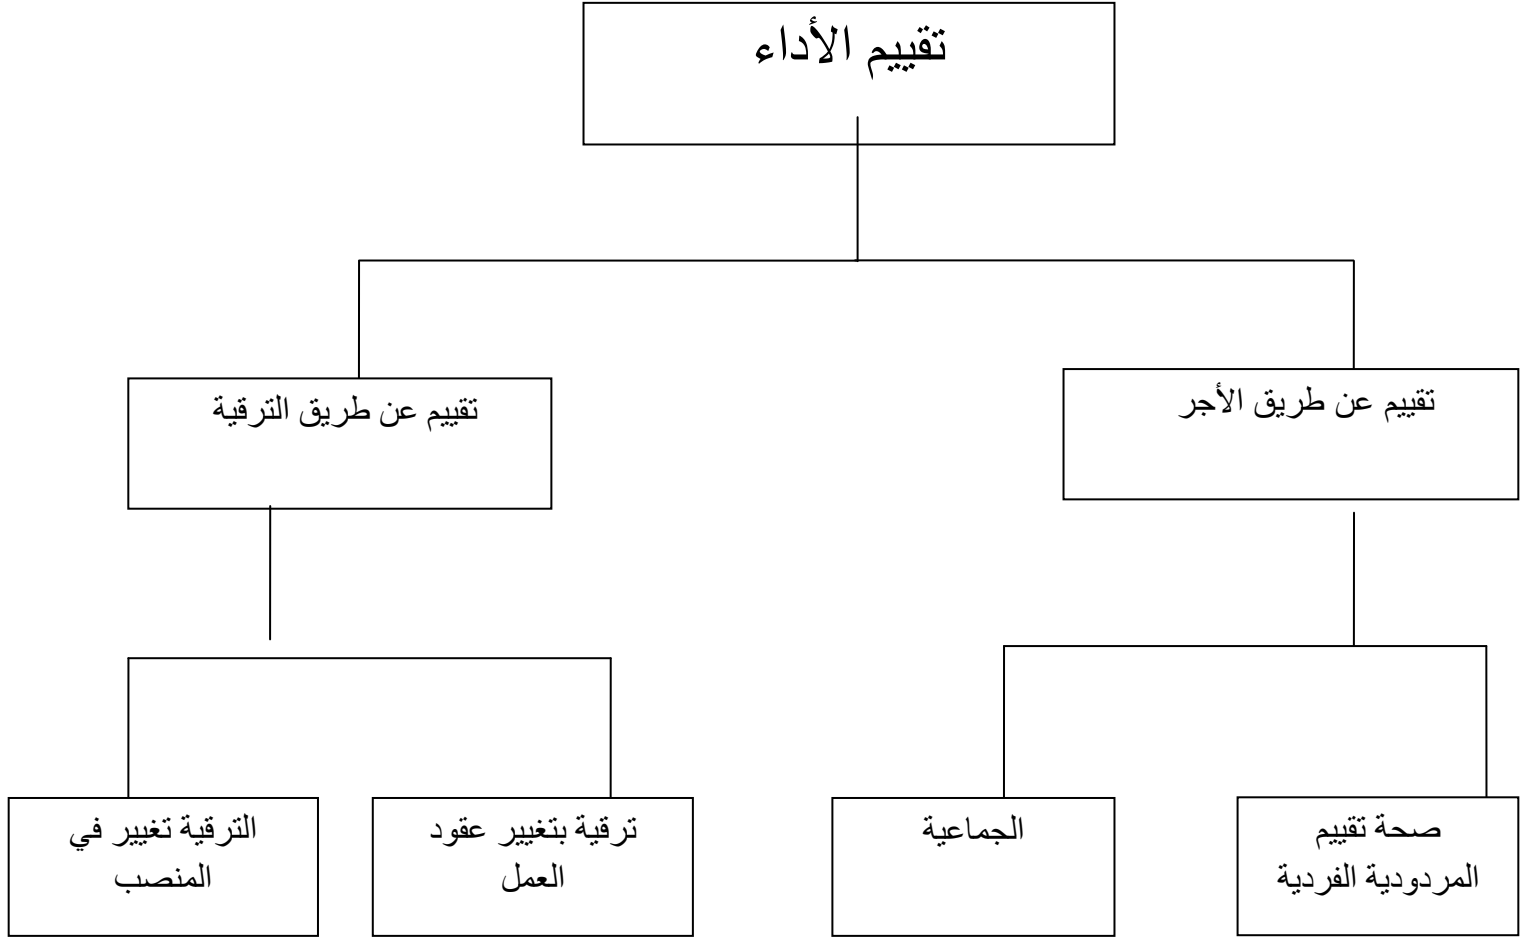 تقييم الأداء
تقييم عن طريق الأجر
تقييم عن طريق الترقية
صحة تقييم
المردودية الفردية
الجماعية
ترقية بتغيير عقود
العمل
الترقية تغيير في
المنصب